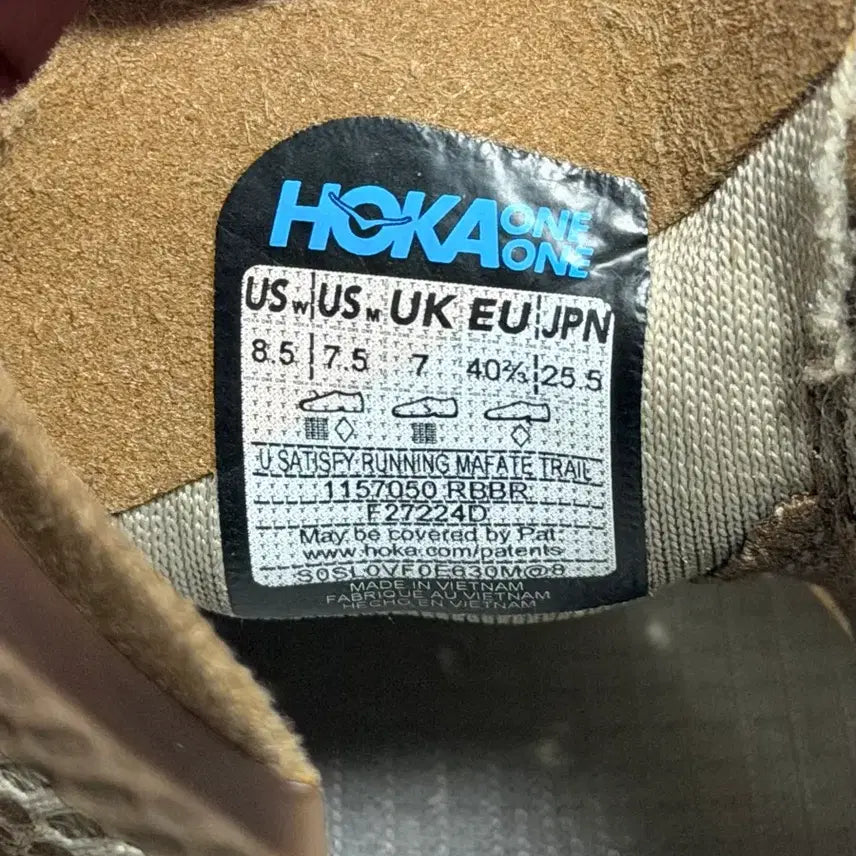 HOKA ONE ONE
US W US M UK EU JPN
8.5 7.5 7 40⅔ 25.5
U SATISFY RUNNING MAFATE TRAIL
1157050 RBBR
F27224D
May be covered by Pat:
www.hoka.com/patents
S0SL0VF0EG30M@8
MADE IN VIETNAM
FABRIQUÉ AU VIETNAM
HECHO EN VIETNAM